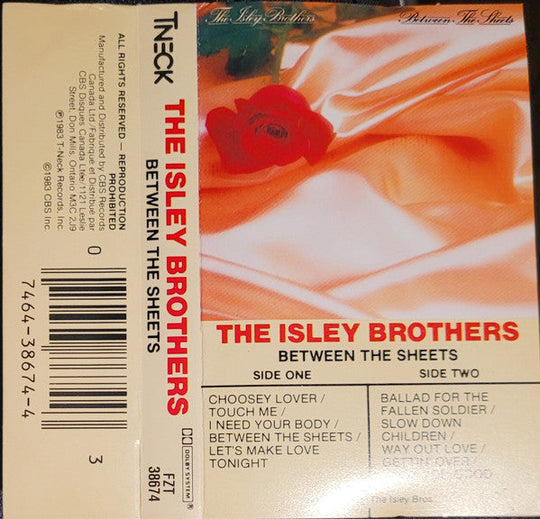 ALL RIGHTS RESERVED — REPRODUCTION
PROHIBITED
Manufactured and Distributed by CBS Records
Canada Ltd./Fabriqué et Distribué par
CBS Disques Canada Ltée/1121 Leslie
Street, Don Mills, Ontario M3C 2J9
℗1983 T-Neck Records, Inc.
©1983 CBS Inc.
0
7464-38674-4
3
TNECK
THE ISLEY BROTHERS
BETWEEN THE SHEETS
DOLBY SYSTEM ®
FZT
38674
The Isley Brothers
Between The Sheets
THE ISLEY BROTHERS
BETWEEN THE SHEETS
SIDE ONE
CHOOSEY LOVER /
TOUCH ME /
I NEED YOUR BODY /
BETWEEN THE SHEETS /
LET'S MAKE LOVE
TONIGHT
SIDE TWO
BALLAD FOR THE
FALLEN SOLDIER /
SLOW DOWN
CHILDREN /
WAY OUT LOVE /
GETTIN' OVER /
The Isley Bros.